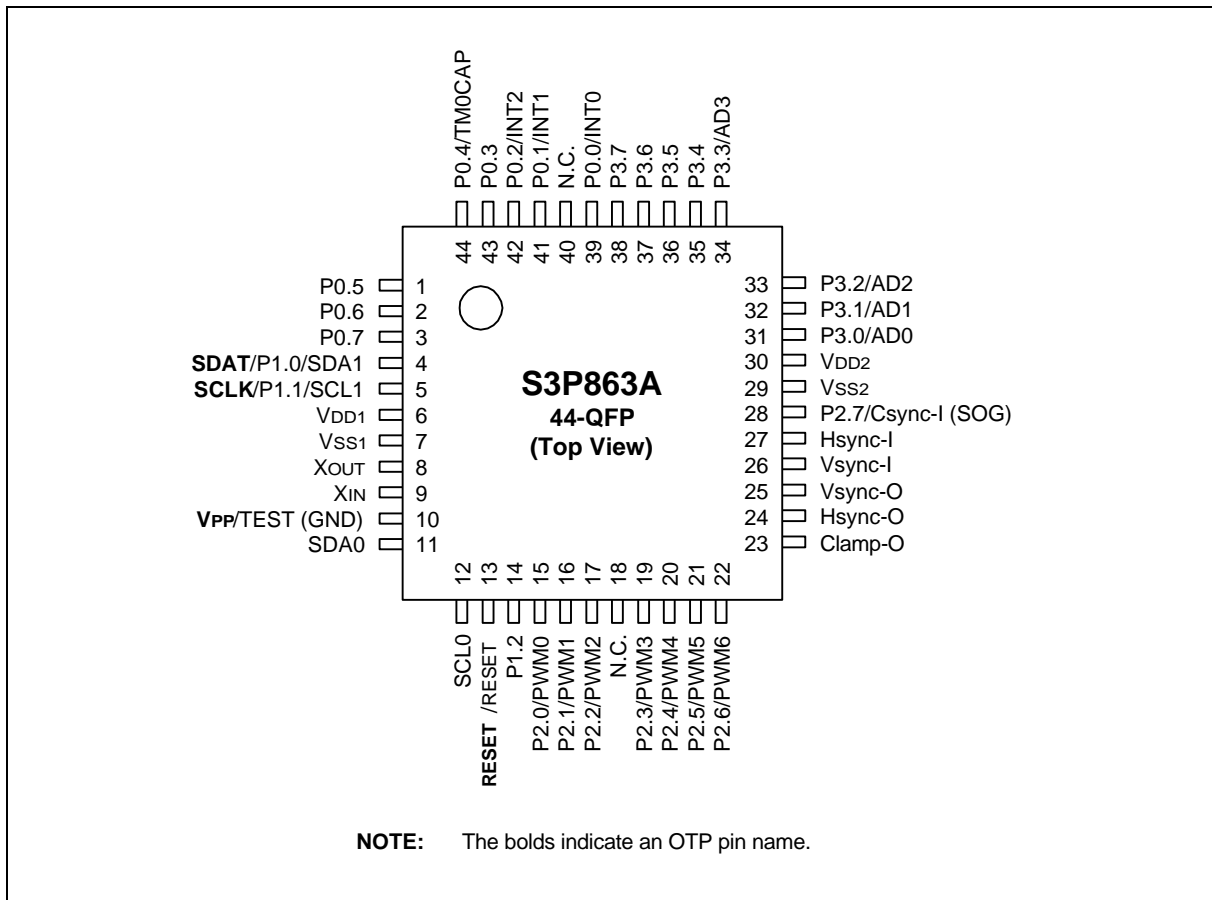 P0.4/TM0CAP
P0.3
P0.2/INT2
P0.1/INT1
N.C.
P0.0/INT0
P3.7
P3.6
P3.5
P3.4
P3.3/AD3
44
43
42
41
40
39
38
37
36
35
34
P0.5 1
P0.6 2
P0.7 3
SDAT/P1.0/SDA1 4
SCLK/P1.1/SCL1 5
VDD1 6
VSS1 7
XOUT 8
XIN 9
VPP/TEST (GND) 10
SDA0 11
S3P863A
44-QFP
(Top View)
33 P3.2/AD2
32 P3.1/AD1
31 P3.0/AD0
30 VDD2
29 VSS2
28 P2.7/Csync-I (SOG)
27 Hsync-I
26 Vsync-I
25 Vsync-O
24 Hsync-O
23 Clamp-O
12
13
14
15
16
17
18
19
20
21
22
SCL0
RESET /RESET
P1.2
P2.0/PWM0
P2.1/PWM1
P2.2/PWM2
N.C.
P2.3/PWM3
P2.4/PWM4
P2.5/PWM5
P2.6/PWM6
NOTE: The bolds indicate an OTP pin name.